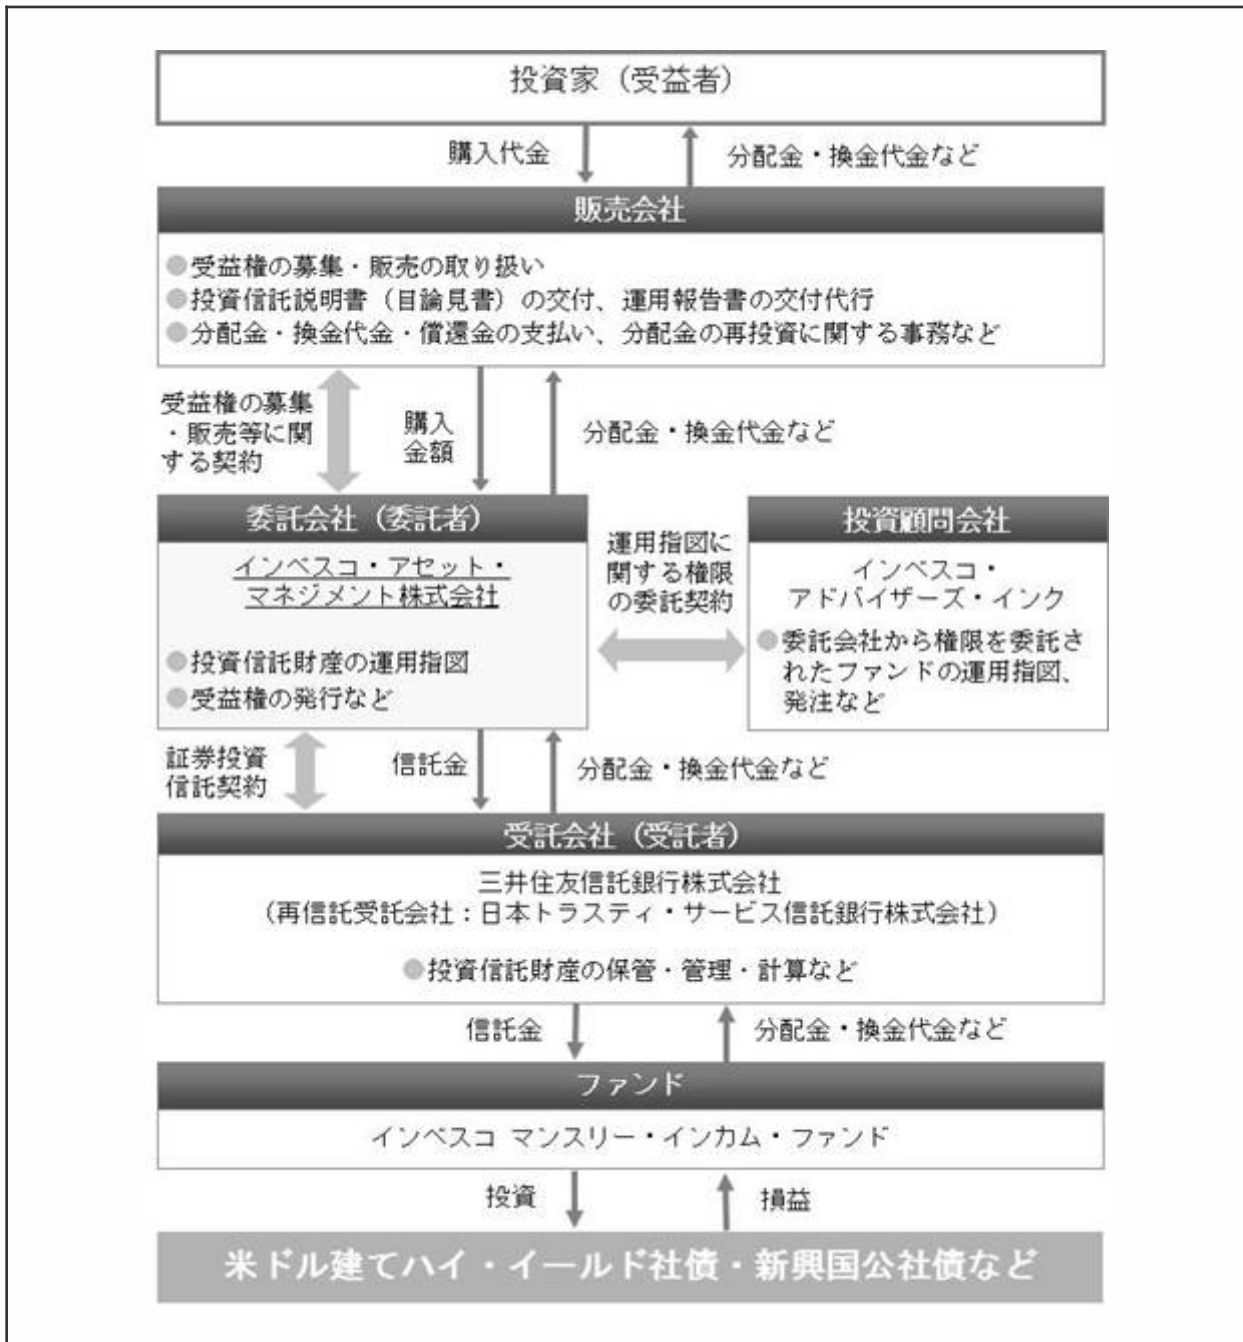 投資家（受益者）
購入代金
分配金・換金代金など
販売会社
●受益権の募集・販売の取り扱い
●投資信託説明書（目論見書）の交付、運用報告書の交付代行
●分配金・換金代金・償還金の支払い、分配金の再投資に関する事務など
受益権の募集
・販売等に関
する契約
購入
金額
分配金・換金代金など
委託会社（委託者）
インベスコ・アセット・
マネジメント株式会社
●投資信託財産の運用指図
●受益権の発行など
運用指図に
関する権限
の委託契約
投資顧問会社
インベスコ・
アドバイザーズ・インク
●委託会社から権限を委託さ
れたファンドの運用指図、
発注など
証券投資
信託契約
信託金
分配金・換金代金など
受託会社（受託者）
三井住友信託銀行株式会社
（再信託受託会社：日本トラスティ・サービス信託銀行株式会社）
●投資信託財産の保管・管理・計算など
信託金
分配金・換金代金など
ファンド
インベスコ マンスリー・インカム・ファンド
投資
損益
米ドル建てハイ・イールド社債・新興国公社債など